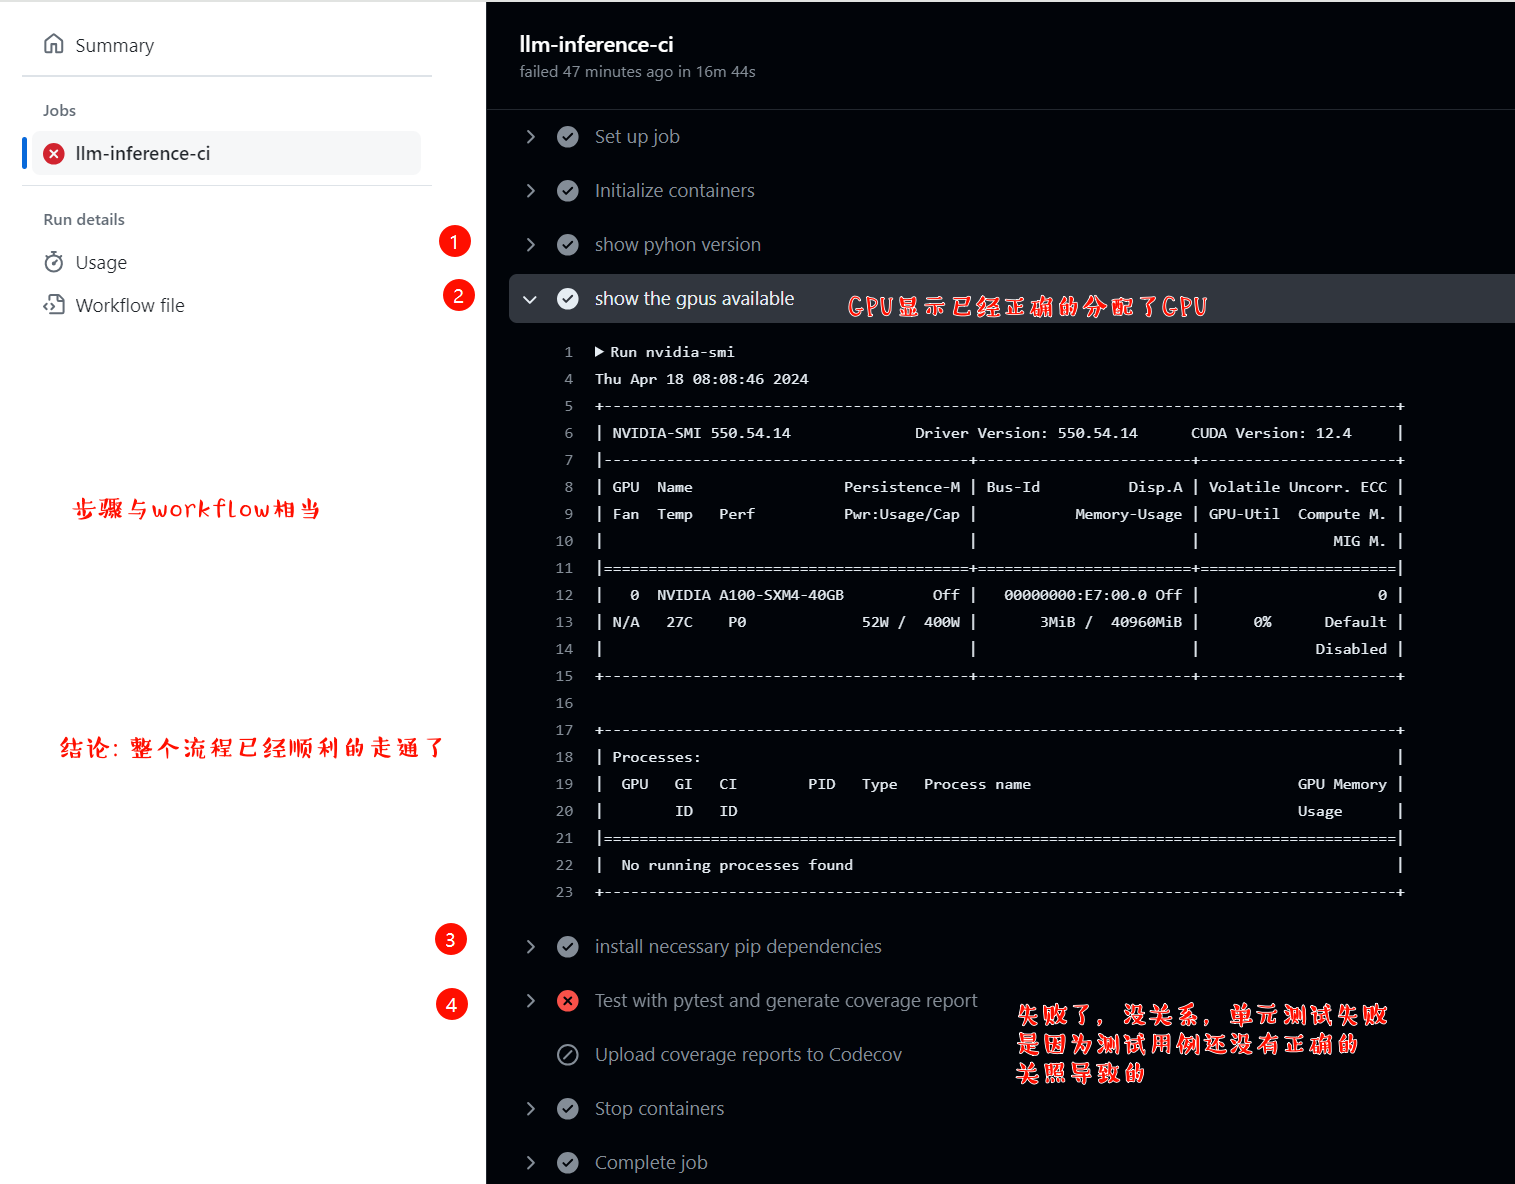 Summary
Jobs
llm-inference-ci
Run details
1
Usage
2
Workflow file
步骤与workflow相当
结论: 整个流程已经顺利的走通了
3
4
llm-inference-ci
failed 47 minutes ago in 16m 44s
Set up job
Initialize containers
show pyhon version
show the gpus available
GPU显示已经正确的分配了GPU
1 Run nvidia-smi
4 Thu Apr 18 08:08:46 2024
5 +-----------------------------------------------------------------------------------------+
6 | NVIDIA-SMI 550.54.14 Driver Version: 550.54.14 CUDA Version: 12.4 |
7 |-----------------------------------------+------------------------+----------------------+
8 | GPU Name Persistence-M | Bus-Id Disp.A | Volatile Uncorr. ECC |
9 | Fan Temp Perf Pwr:Usage/Cap | Memory-Usage | GPU-Util Compute M. |
10 | | | MIG M. |
11 |=========================================+========================+======================|
12 | 0 NVIDIA A100-SXM4-40GB Off | 00000000:E7:00.0 Off | 0 |
13 | N/A 27C P0 52W / 400W | 3MiB / 40960MiB | 0% Default |
14 | | | Disabled |
15 +-----------------------------------------+------------------------+----------------------+
16
17 +-----------------------------------------------------------------------------------------+
18 | Processes: |
19 | GPU GI CI PID Type Process name GPU Memory |
20 | ID ID Usage |
21 |=========================================================================================|
22 | No running processes found |
23 +-----------------------------------------------------------------------------------------+
install necessary pip dependencies
Test with pytest and generate coverage report
失败了, 没关系, 单元测试失败
是因为测试用例还没有正确的
关照导致的
Upload coverage reports to Codecov
Stop containers
Complete job